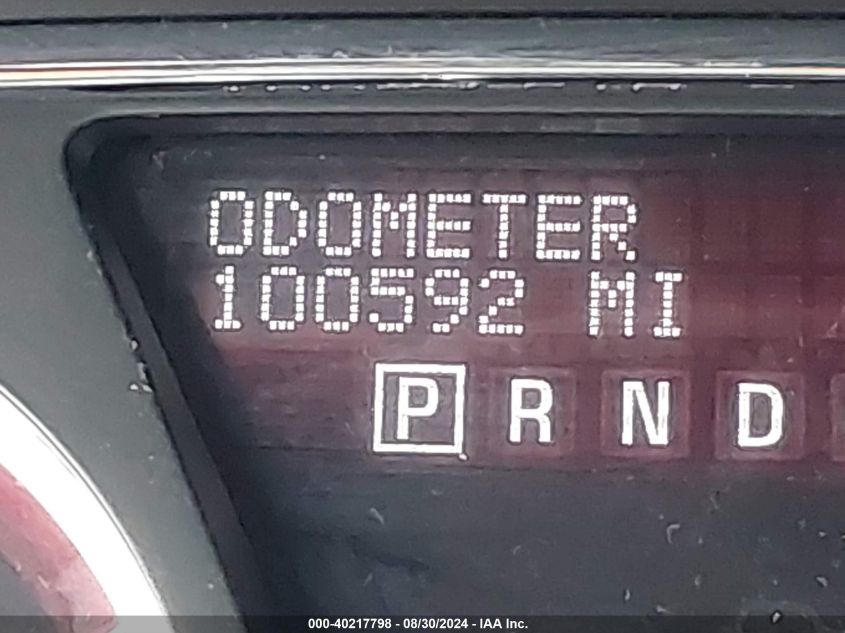 ODOMETER
100592 MI
P R N D
000-40217798 - 08/30/2024 - IAA Inc.